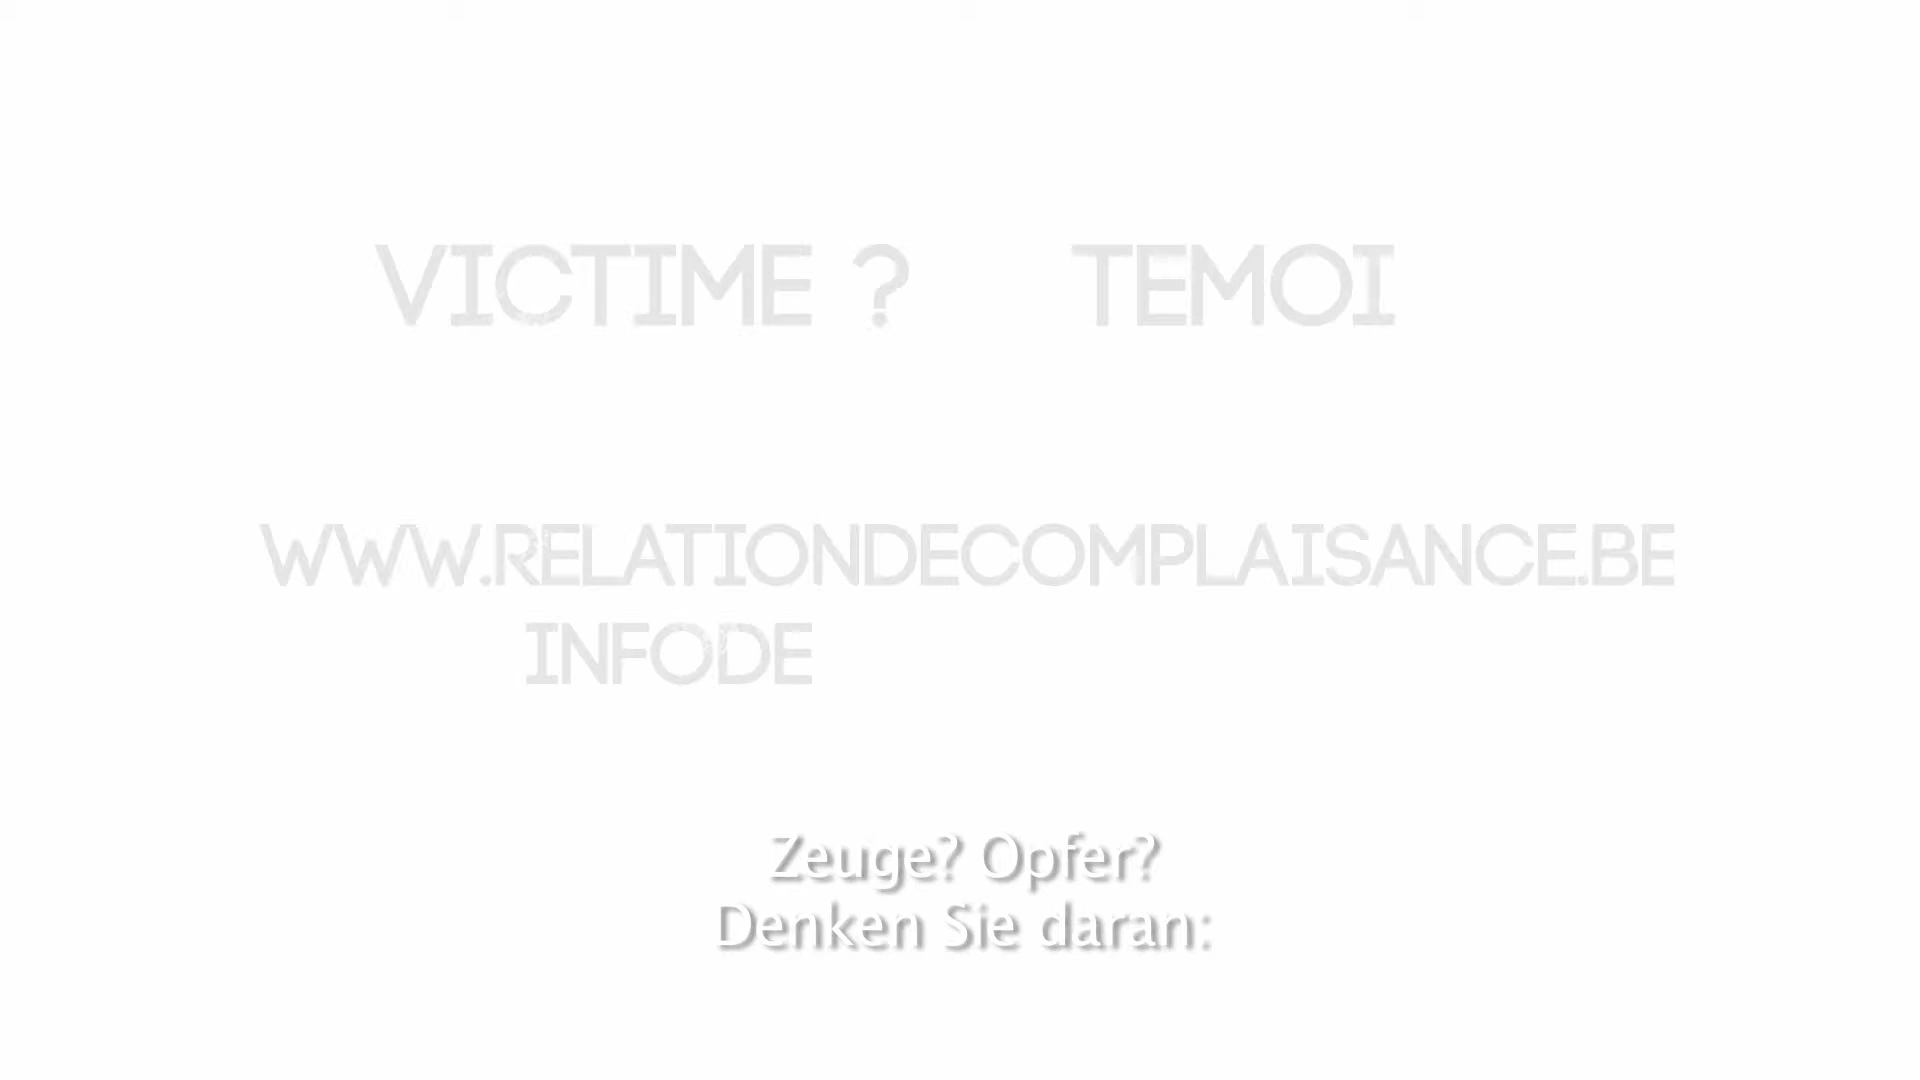 VICTIME ? TEMOI
WWW.RELATIONDECOMPLAISANCE.BE
INFODE
Zeuge? Opfer?
Denken Sie daran: